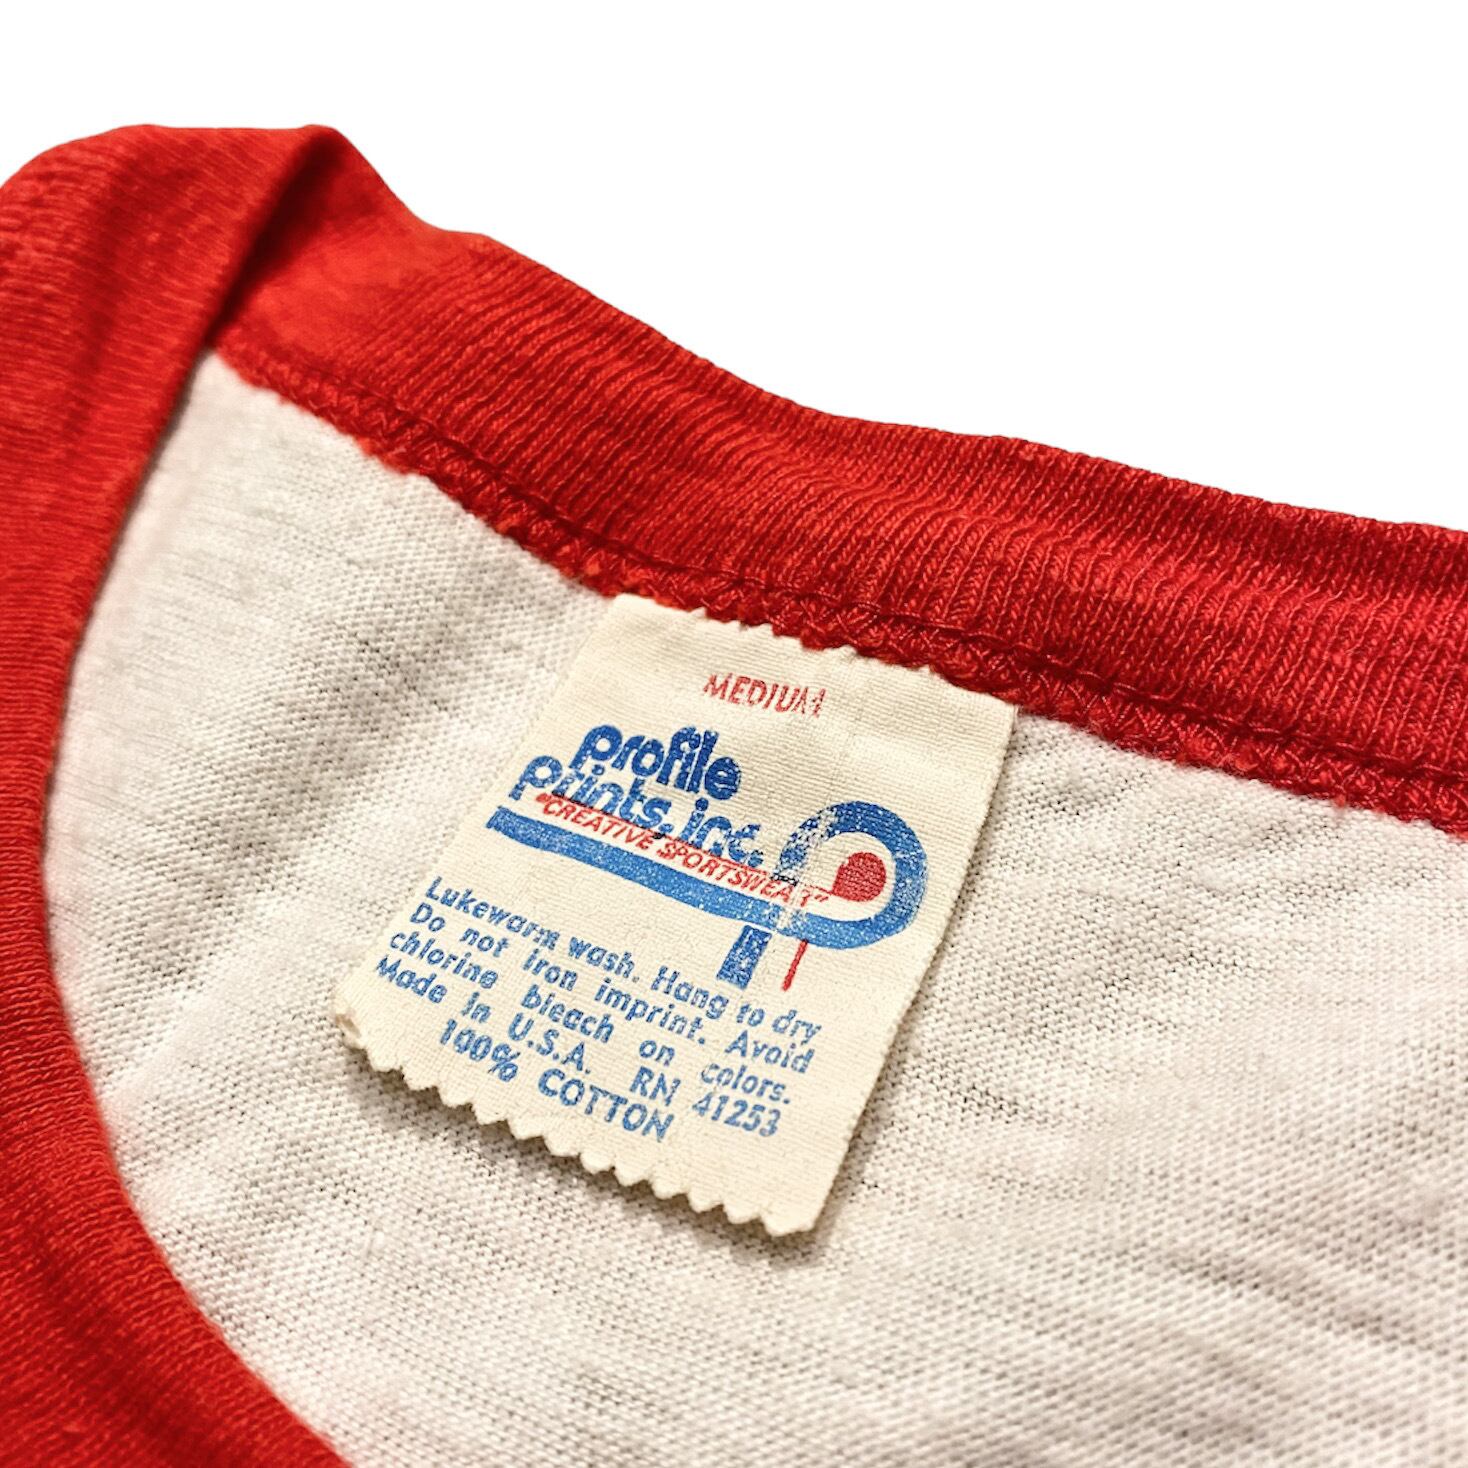 MEDIUM
profile
prints, inc.
"CREATIVE SPORTSWEAR"
Lukewarm wash. Hang to dry
Do not iron imprint. Avoid
chlorine bleach on colors.
Made in U.S.A. RN 41253
100% COTTON